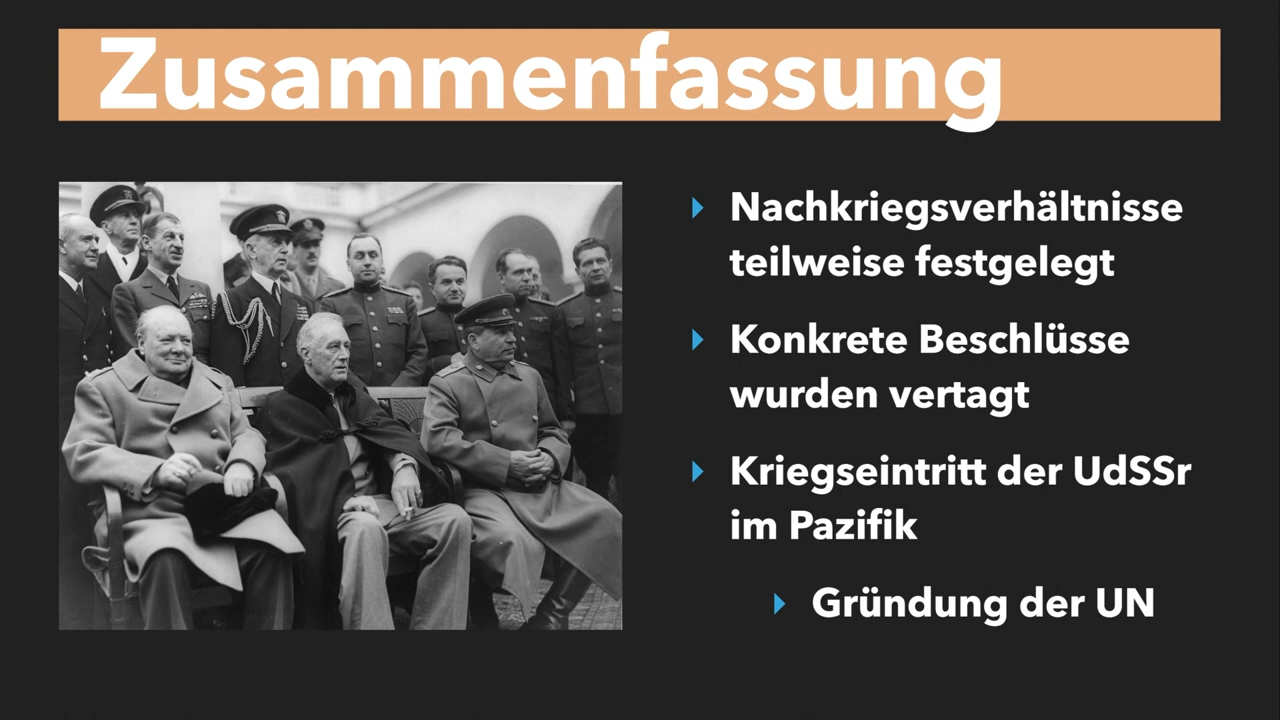 Zusammenfassung
Nachkriegsverhältnisse
teilweise festgelegt
Konkrete Beschlüsse
wurden vertagt
Kriegseintritt der UdSSr
im Pazifik
Gründung der UN